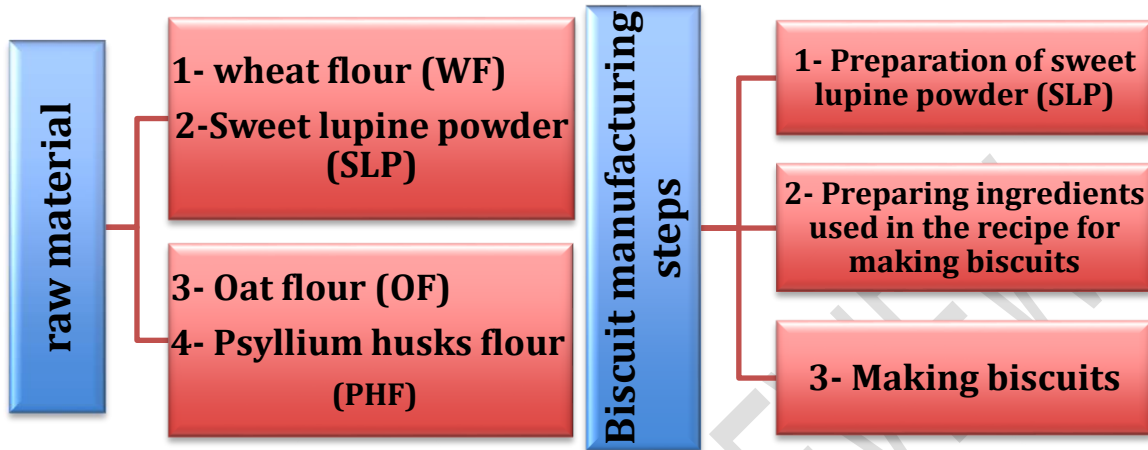 raw material
1- wheat flour (WF)
2-Sweet lupine powder
(SLP)
3- Oat flour (OF)
4- Psyllium husks flour
(PHF)
Biscuit manufacturing
steps
1- Preparation of sweet
lupine powder (SLP)
2- Preparing ingredients
used in the recipe for
making biscuits
3- Making biscuits